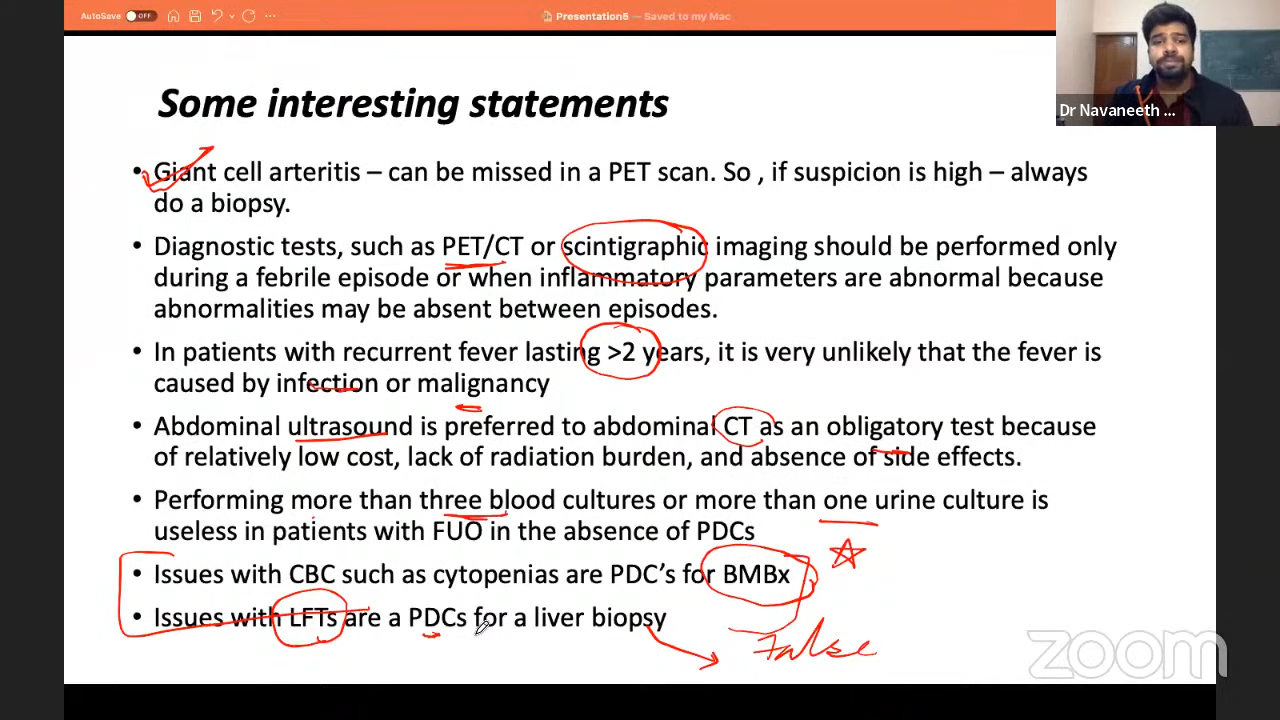 AutoSave OFF
Presentation5 — Saved to my Mac
Dr Navaneeth ...
Some interesting statements
• Giant cell arteritis – can be missed in a PET scan. So , if suspicion is high – always
do a biopsy.
• Diagnostic tests, such as PET/CT or scintigraphic imaging should be performed only
during a febrile episode or when inflammatory parameters are abnormal because
abnormalities may be absent between episodes.
• In patients with recurrent fever lasting >2 years, it is very unlikely that the fever is
caused by infection or malignancy
• Abdominal ultrasound is preferred to abdominal CT as an obligatory test because
of relatively low cost, lack of radiation burden, and absence of side effects.
• Performing more than three blood cultures or more than one urine culture is
useless in patients with FUO in the absence of PDCs
• Issues with CBC such as cytopenias are PDC’s for BMBx
• Issues with LFTs are a PDCs for a liver biopsy
False
zoom